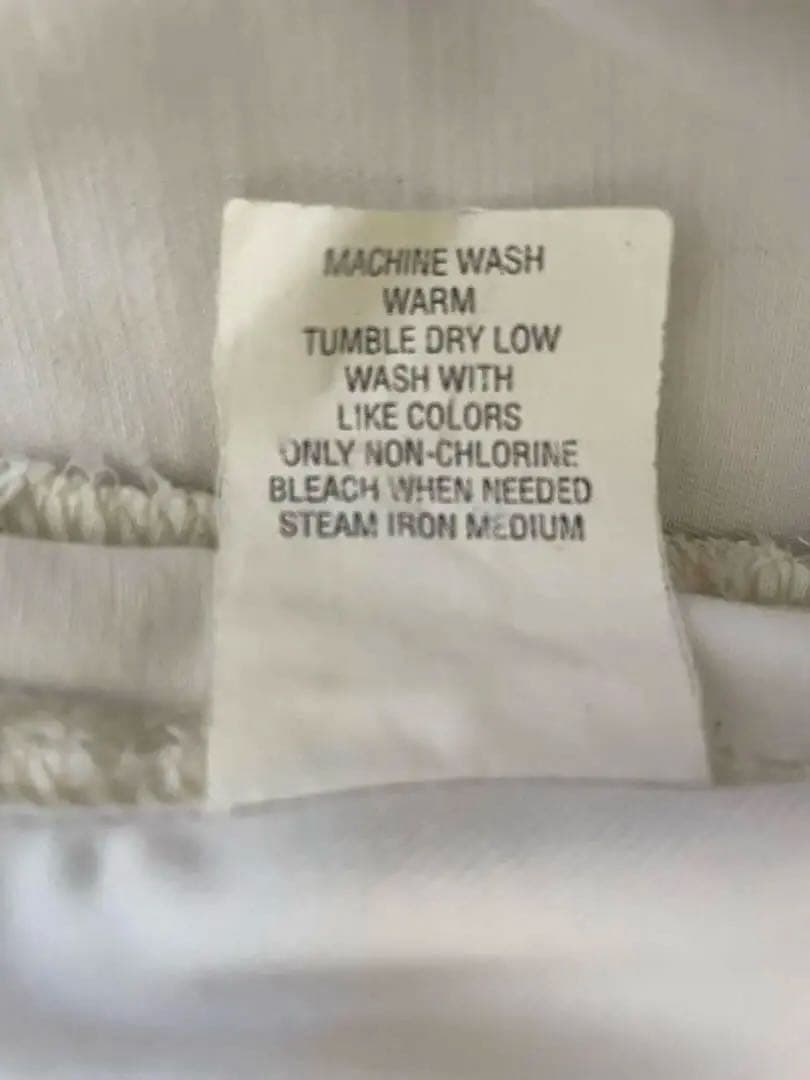 MACHINE WASH
WARM
TUMBLE DRY LOW
WASH WITH
LIKE COLORS
ONLY NON-CHLORINE
BLEACH WHEN NEEDED
STEAM IRON MEDIUM